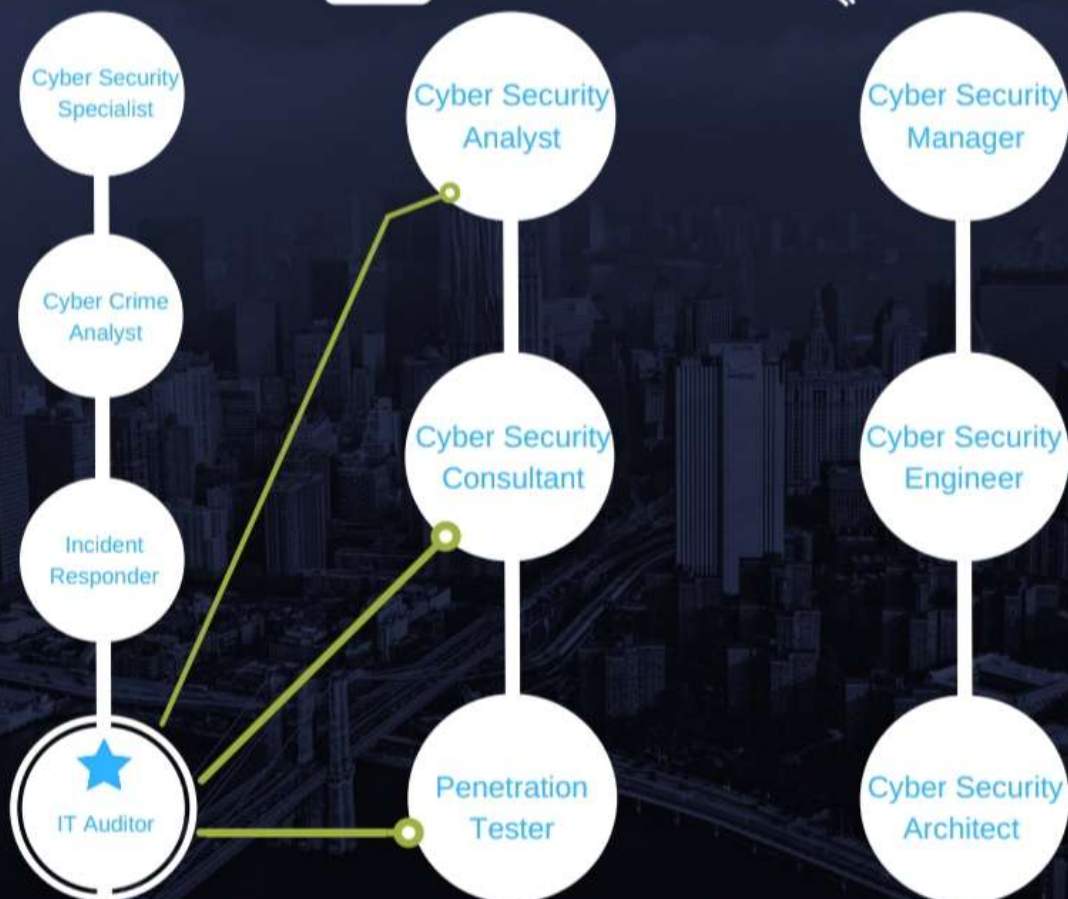 Cyber Security
Specialist
Cyber Crime
Analyst
Incident
Responder
IT Auditor
Cyber Security
Analyst
Cyber Security
Consultant
Penetration
Tester
Cyber Security
Manager
Cyber Security
Engineer
Cyber Security
Architect